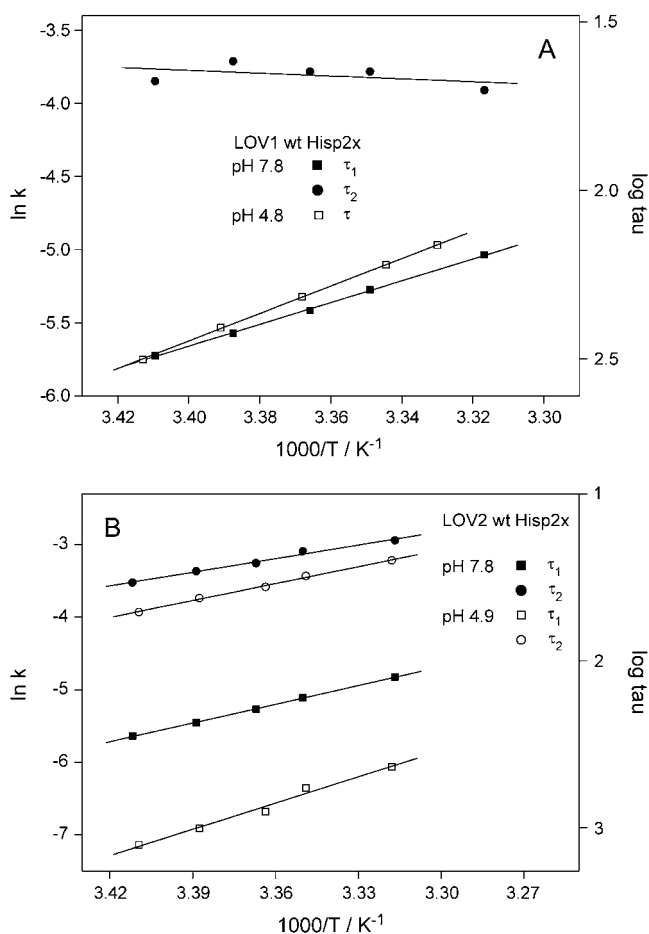 -3.5
-4.0
-4.5
-5.0
-5.5
-6.0
ln k
1.5
2.0
2.5
log tau
A
LOV1 wt Hisp2x
pH 7.8 ■ τ1
● τ2
pH 4.8 □ τ
3.42 3.40 3.38 3.36 3.34 3.32 3.30
1000/T / K-1
-3
-4
-5
-6
-7
ln k
1
2
3
log tau
B
LOV2 wt Hisp2x
pH 7.8 ■ τ1
● τ2
pH 4.9 □ τ1
○ τ2
3.42 3.39 3.36 3.33 3.30 3.27
1000/T / K-1